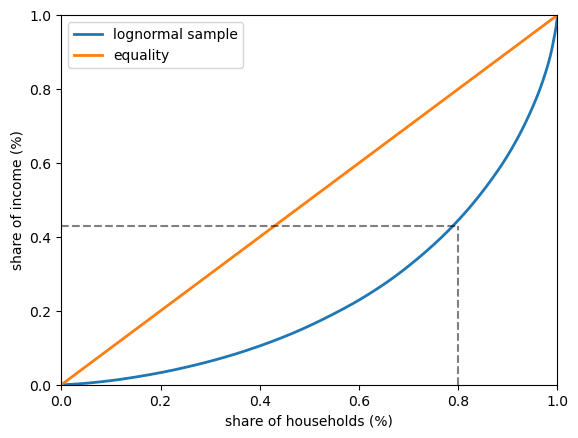 lognormal sample
equality
1.0
0.8
0.6
0.4
0.2
0.0
share of income (%)
0.0 0.2 0.4 0.6 0.8 1.0
share of households (%)